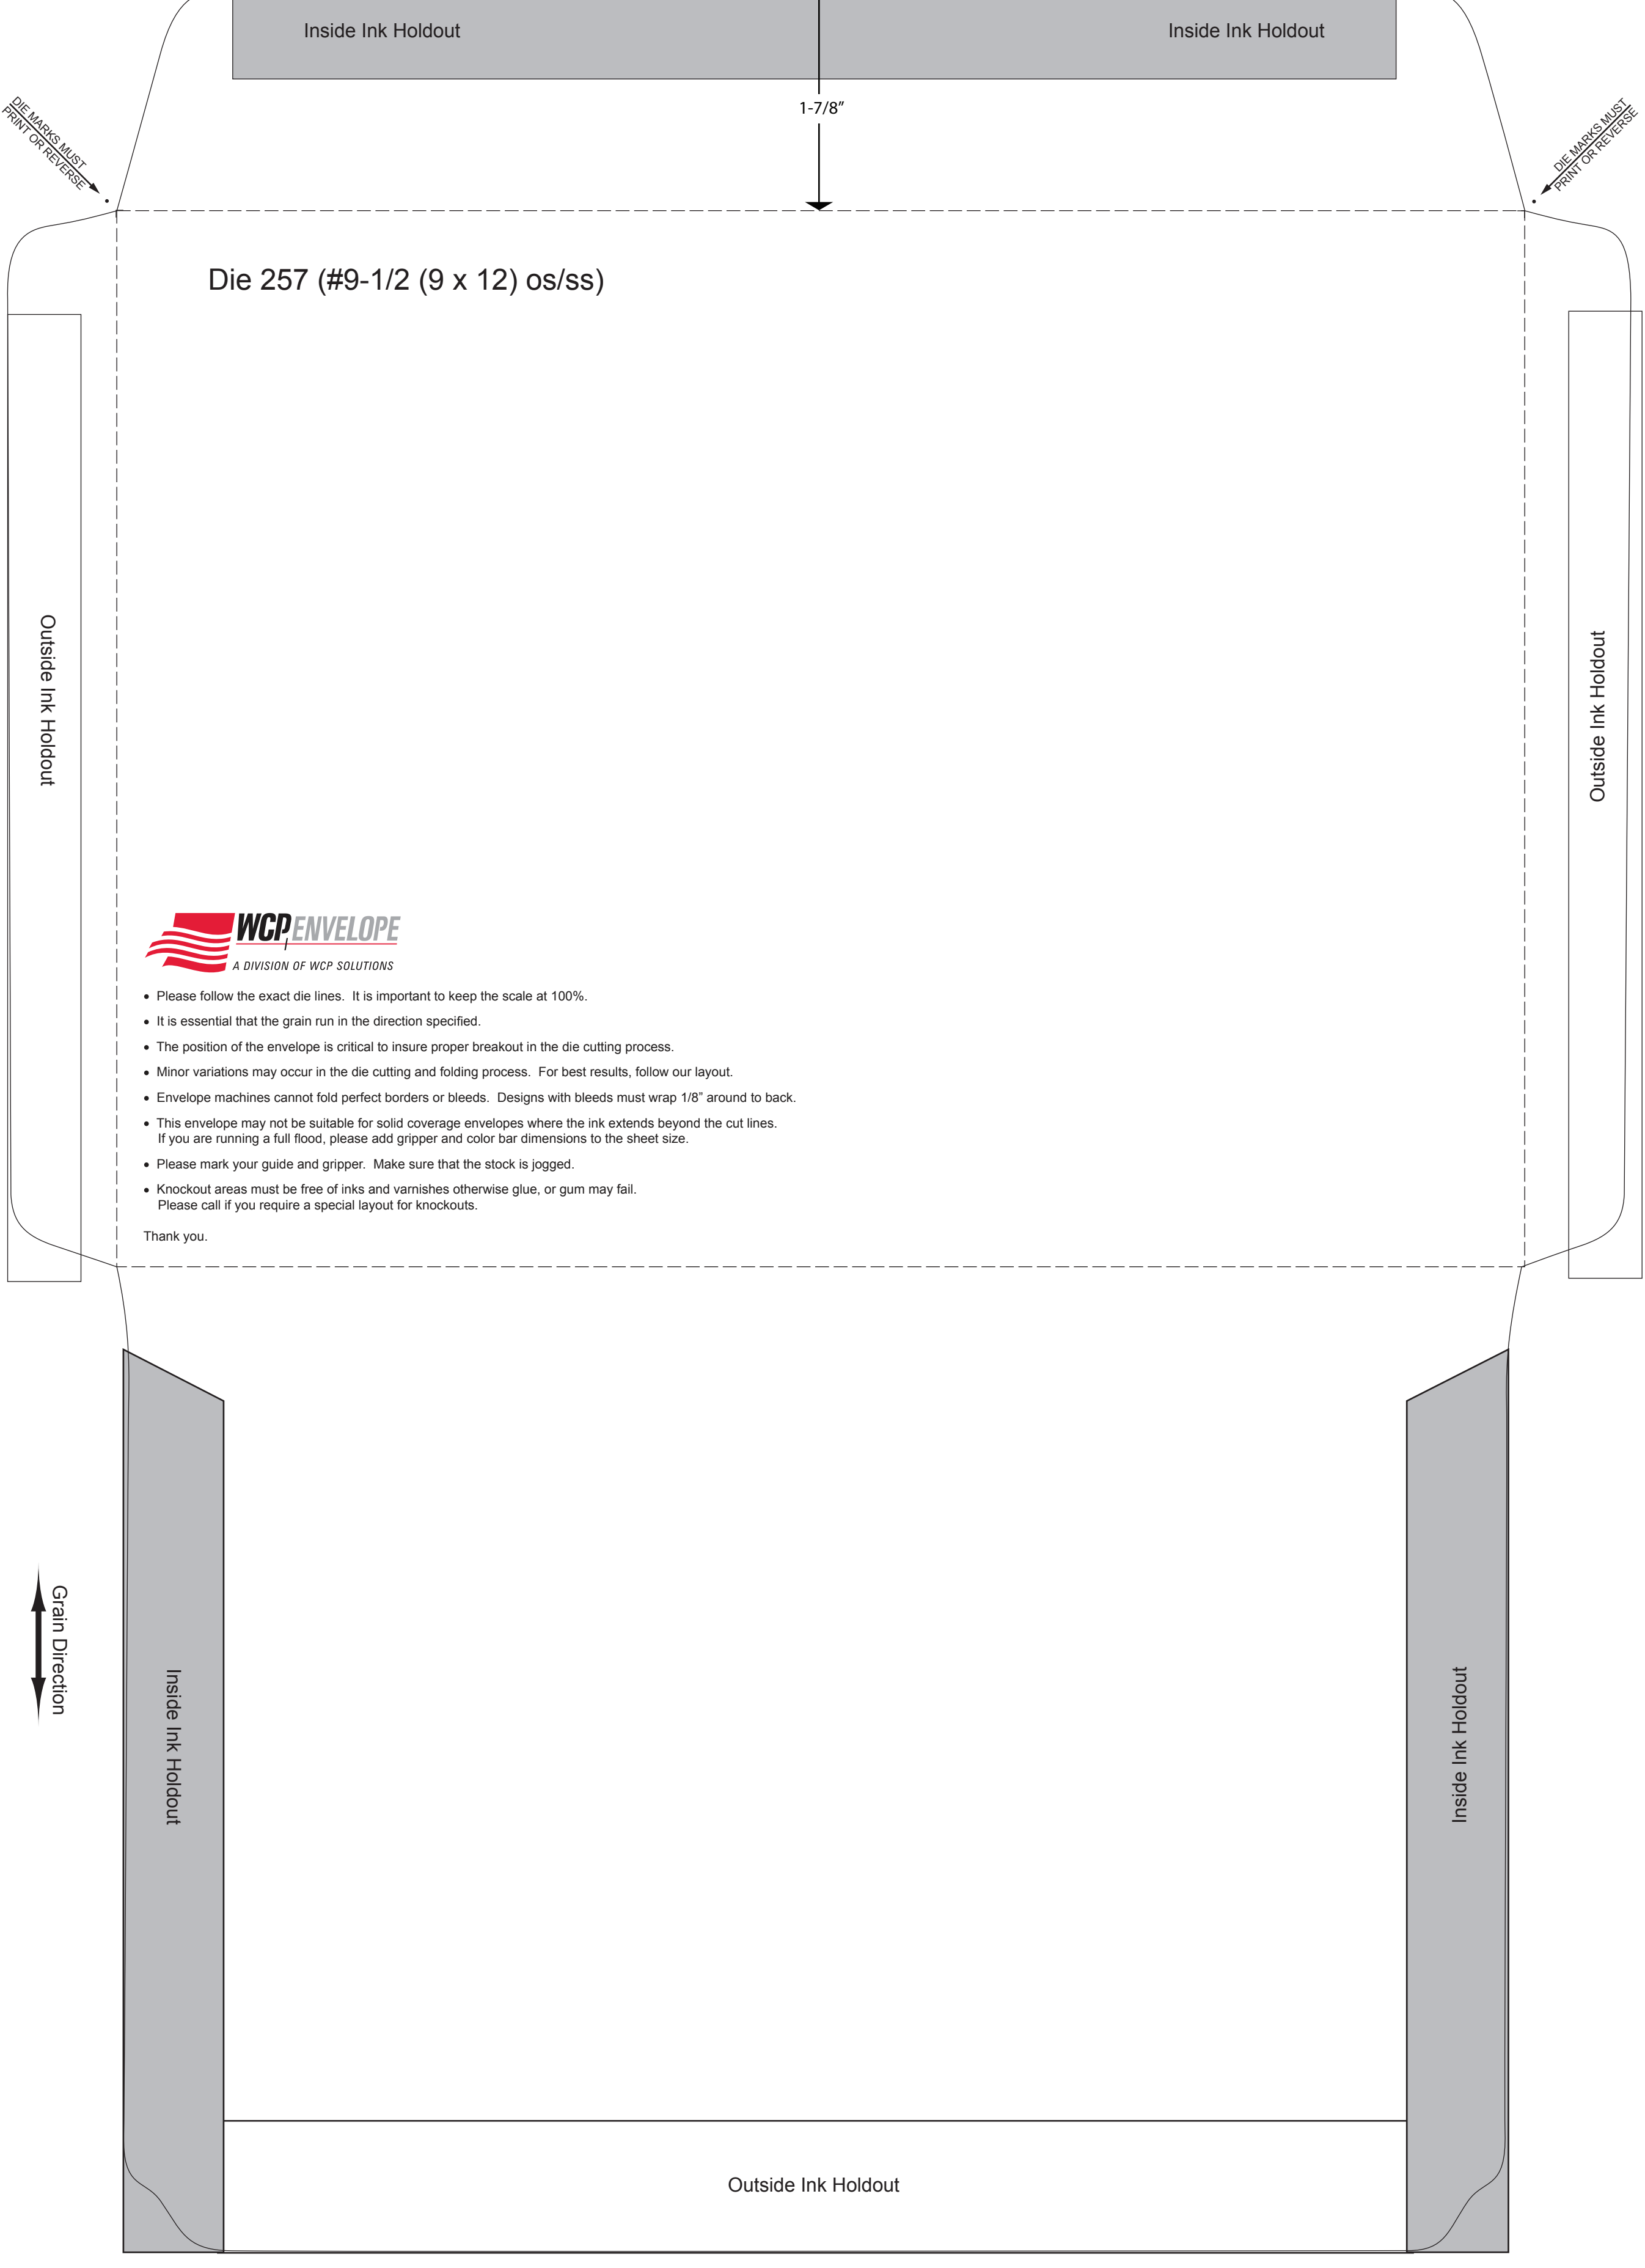 Inside Ink Holdout
Inside Ink Holdout
1-7/8”
DIE MARKS MUST
PRINT OR REVERSE
DIE MARKS MUST
PRINT OR REVERSE
Die 257 (#9-1/2 (9 x 12) os/ss)
Outside Ink Holdout
Outside Ink Holdout
WCP ENVELOPE
A DIVISION OF WCP SOLUTIONS
• Please follow the exact die lines.  It is important to keep the scale at 100%.
• It is essential that the grain run in the direction specified.
• The position of the envelope is critical to insure proper breakout in the die cutting process.
• Minor variations may occur in the die cutting and folding process.  For best results, follow our layout.
• Envelope machines cannot fold perfect borders or bleeds.  Designs with bleeds must wrap 1/8” around to back.
• This envelope may not be suitable for solid coverage envelopes where the ink extends beyond the cut lines.
If you are running a full flood, please add gripper and color bar dimensions to the sheet size.
• Please mark your guide and gripper.  Make sure that the stock is jogged.
• Knockout areas must be free of inks and varnishes otherwise glue, or gum may fail.
Please call if you require a special layout for knockouts.
Thank you.
Grain Direction
Inside Ink Holdout
Inside Ink Holdout
Outside Ink Holdout